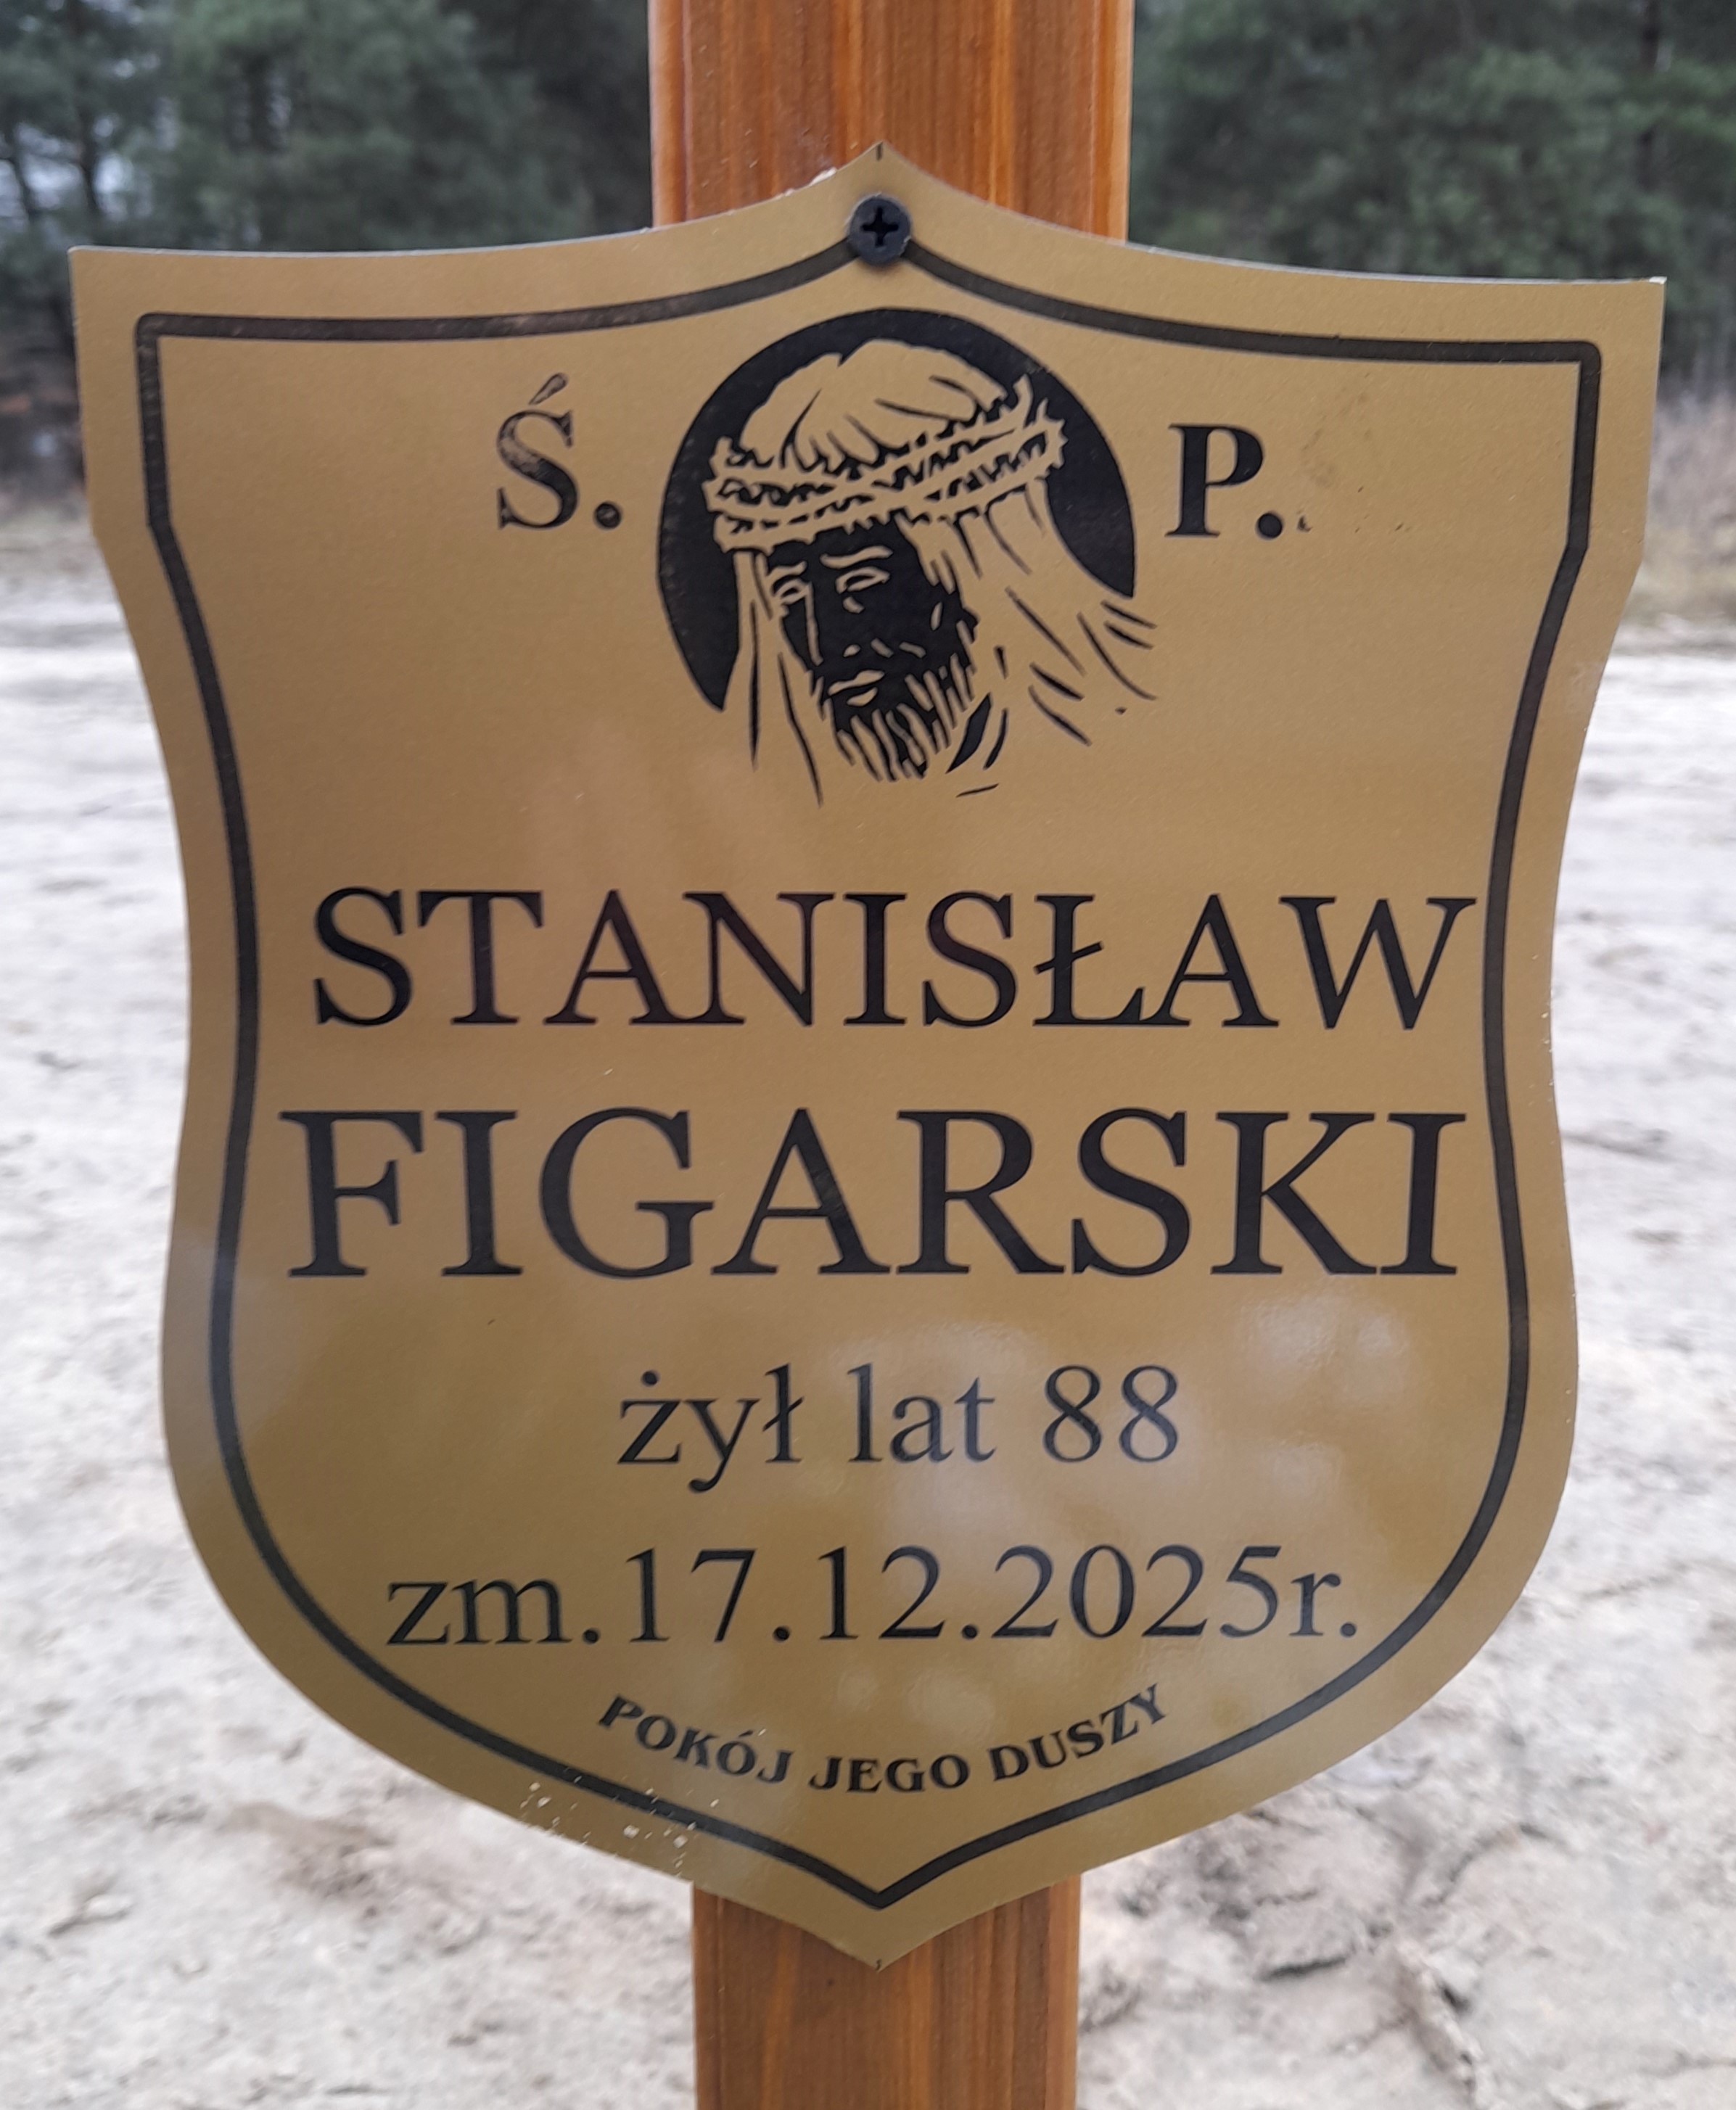 Ś. P.
STANISŁAW
FIGARSKI
żył lat 88
zm.17.12.2025r.
POKÓJ JEGO DUSZY